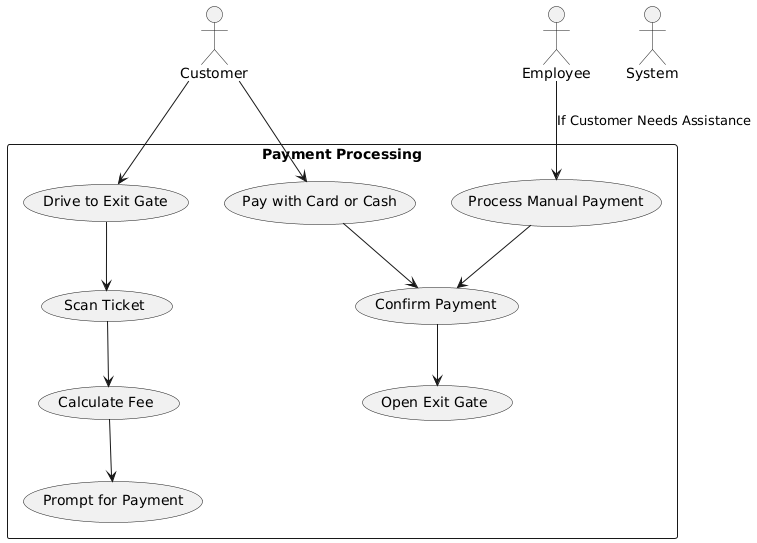 Customer
Employee
System
If Customer Needs Assistance
Payment Processing
Drive to Exit Gate
Pay with Card or Cash
Process Manual Payment
Scan Ticket
Confirm Payment
Calculate Fee
Open Exit Gate
Prompt for Payment